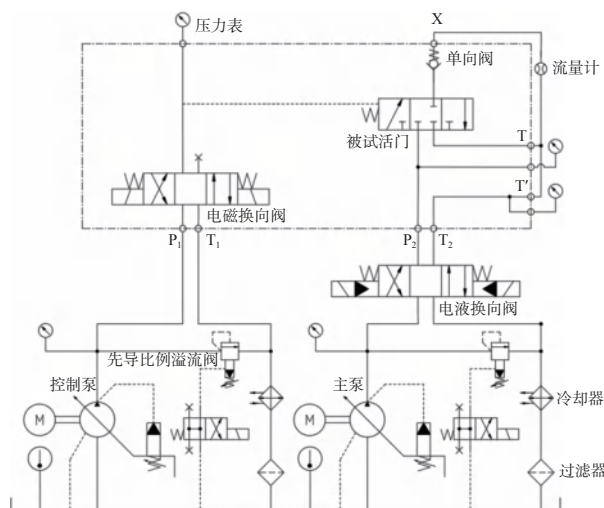 压力表
X
单向阀
流量计
被试活门
T
T′
电磁换向阀
P₁
T₁
P₂
T₂
电液换向阀
先导比例溢流阀
控制泵
主泵
冷却器
M
M
过滤器